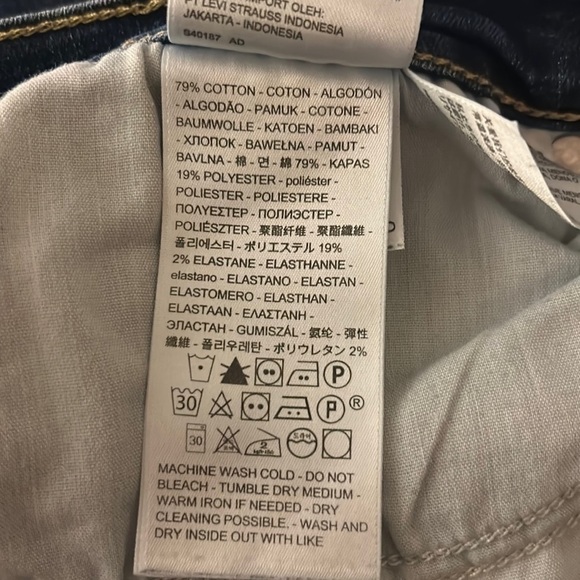 IMPORT OLEH:
PT LEVI STRAUSS INDONESIA
JAKARTA - INDONESIA
S40187 AD
79% COTTON - COTON - ALGODÓN
- ALGODÃO - PAMUK - COTONE -
BAUMWOLLE - KATOEN - BAMBAKI
- ХЛОПОК - BAWEŁNA - PAMUT -
BAVLNA - 棉 - 면 - 綿 79% - KAPAS
19% POLYESTER - poliéster -
POLIESTER - POLIESTERE -
ΠΟΛΥΕΣΤΕΡ - ПОЛИЭСТЕР -
POLIÉSZTER - 聚酯纤维 - 聚酯纖維 -
폴리에스터 - ポリエステル 19%
2% ELASTANE - ELASTHANNE -
elastano - ELASTANO - ELASTAN -
ELASTOMERO - ELASTHAN -
ELASTAAN - ΕΛΑΣΤΑΝΗ -
ЭЛАСТАН - GUMISZÁL - 氨纶 - 彈性
纖維 - 폴리우레탄 - ポリウレタン 2%
P
30 P ®
30 2
MACHINE WASH COLD - DO NOT
BLEACH - TUMBLE DRY MEDIUM -
WARM IRON IF NEEDED - DRY
CLEANING POSSIBLE. - WASH AND
DRY INSIDE OUT WITH LIKE